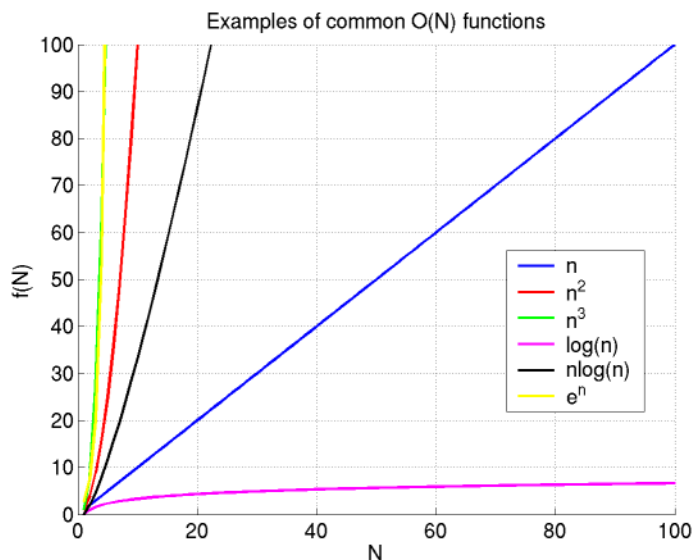 Examples of common O(N) functions
100
90
80
70
60
50
40
30
20
10
0
f(N)
n
n²
n³
log(n)
nlog(n)
eⁿ
0 20 40 60 80 100
N